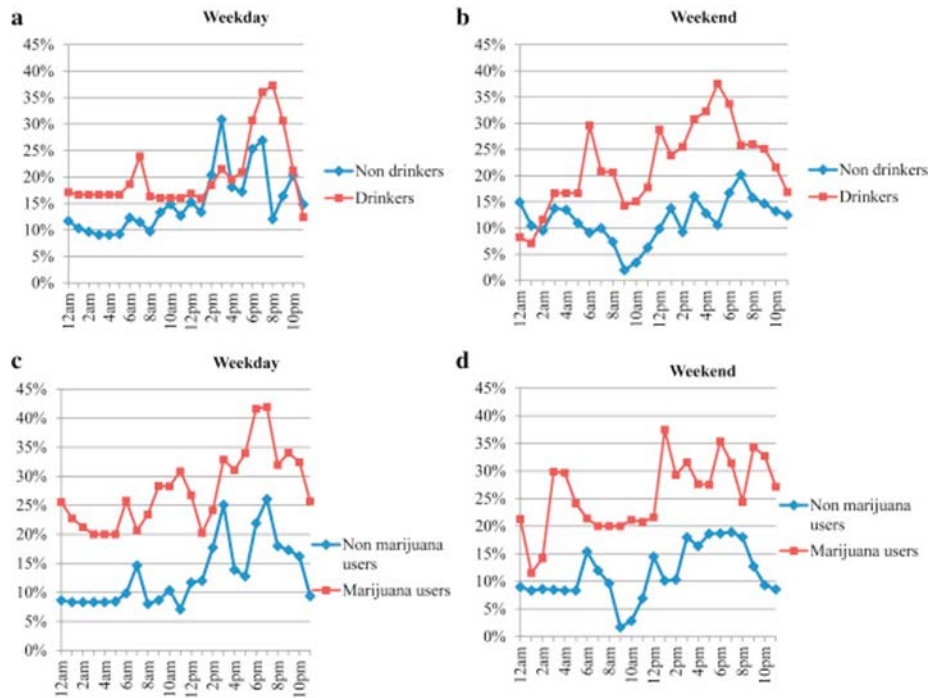 a
Weekday
45%
40%
35%
30%
25%
20%
15%
10%
5%
0%
12am
2am
4am
6am
8am
10am
12pm
2pm
4pm
6pm
8pm
10pm
Non drinkers
Drinkers
b
Weekend
45%
40%
35%
30%
25%
20%
15%
10%
5%
0%
12am
2am
4am
6am
8am
10am
12pm
2pm
4pm
6pm
8pm
10pm
Non drinkers
Drinkers
c
Weekday
45%
40%
35%
30%
25%
20%
15%
10%
5%
0%
12am
2am
4am
6am
8am
10am
12pm
2pm
4pm
6pm
8pm
10pm
Non marijuana
users
Marijuana users
d
Weekend
45%
40%
35%
30%
25%
20%
15%
10%
5%
0%
12am
2am
4am
6am
8am
10am
12pm
2pm
4pm
6pm
8pm
10pm
Non marijuana
users
Marijuana users